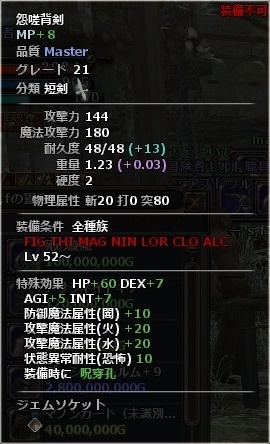 装備不可
怨嗟背剣
MP+8
品質 Master
グレード 21
分類 短剣
攻撃力 144
魔法攻撃力 180
耐久度 48/48 (+13)
重量 1.23 (+0.03)
硬度 2
物理属性 斬20 打0 突80
装備条件 全種族
FIG THI MAG NIN LOR CLO ALC
Lv 52～
特殊効果 HP+60 DEX+7
AGI+5 INT+7
防御魔法属性(闇) +10
攻撃魔法属性(火) +20
攻撃魔法属性(水) +20
状態異常耐性(恐怖) 10
装備時に 呪穿孔
2,800,000,000G
ジェムソケット
40,000,000G